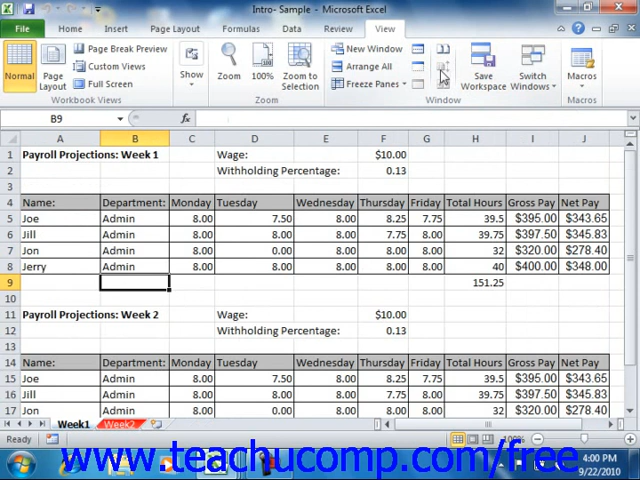 Intro- Sample - Microsoft Excel
File Home Insert Page Layout Formulas Data Review View
Normal
Page Layout
Page Break Preview
Custom Views
Full Screen
Workbook Views
Show
Zoom
100%
Zoom to Selection
Zoom
New Window
Arrange All
Freeze Panes
Save Workspace
Switch Windows
Window
Macros
Macros
B9
A B C D E F G H I J
1 Payroll Projections: Week 1 Wage: $10.00
2 Withholding Percentage: 0.13
3
4 Name: Department: Monday Tuesday Wednesday Thursday Friday Total Hours Gross Pay Net Pay
5 Joe Admin 8.00 7.50 8.00 8.25 7.75 39.5 $395.00 $343.65
6 Jill Admin 8.00 8.00 8.00 7.75 8.00 39.75 $397.50 $345.83
7 Jon Admin 8.00 0.00 8.00 8.00 8.00 32 $320.00 $278.40
8 Jerry Admin 8.00 8.00 8.00 8.00 8.00 40 $400.00 $348.00
9 151.25
10
11 Payroll Projections: Week 2 Wage: $10.00
12 Withholding Percentage: 0.13
13
14 Name: Department: Monday Tuesday Wednesday Thursday Friday Total Hours Gross Pay Net Pay
15 Joe Admin 8.00 7.50 8.00 8.25 7.75 39.5 $395.00 $343.65
16 Jill Admin 8.00 8.00 8.00 7.75 8.00 39.75 $397.50 $345.83
17 Jon Admin 8.00 0.00 8.00 8.00 8.00 32 $320.00 $278.40
Week1 Week2
Ready 100%
www.teachucomp.com/free
4:00 PM
9/22/2010